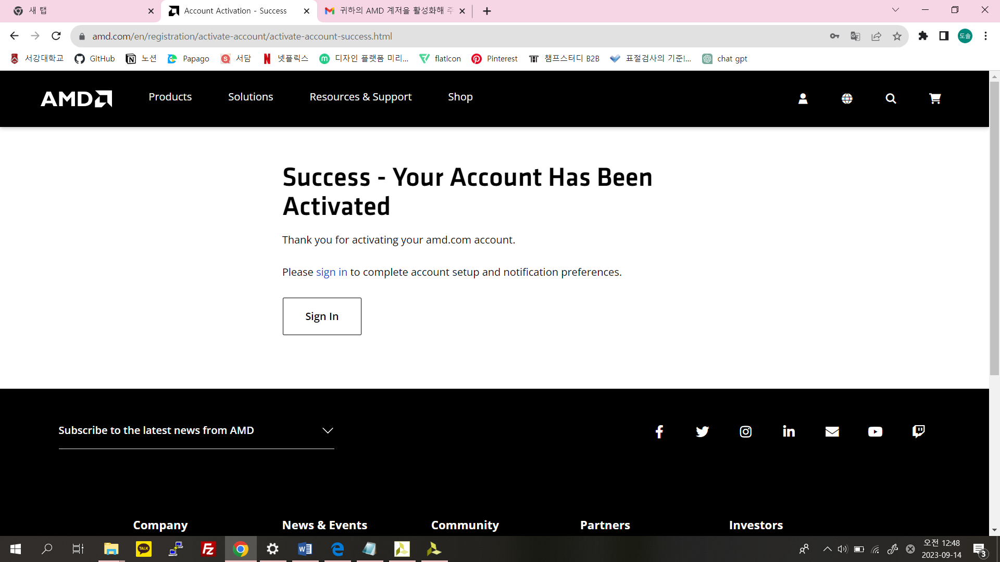 새 탭
Account Activation - Success
귀하의 AMD 계저을 활성화해 주
amd.com/en/registration/activate-account/activate-account-success.html
도솔
서강대학교
GitHub
노션
Papago
서담
넷플릭스
디자인 플랫폼 미리...
flaticon
Pinterest
챔프스터디 B2B
표절검사의 기준!...
chat gpt
AMD
Products
Solutions
Resources & Support
Shop
Success - Your Account Has Been
Activated
Thank you for activating your amd.com account.
Please sign in to complete account setup and notification preferences.
Sign In
Subscribe to the latest news from AMD
Company
News & Events
Community
Partners
Investors
TALK
오전 12:48
2023-09-14
3